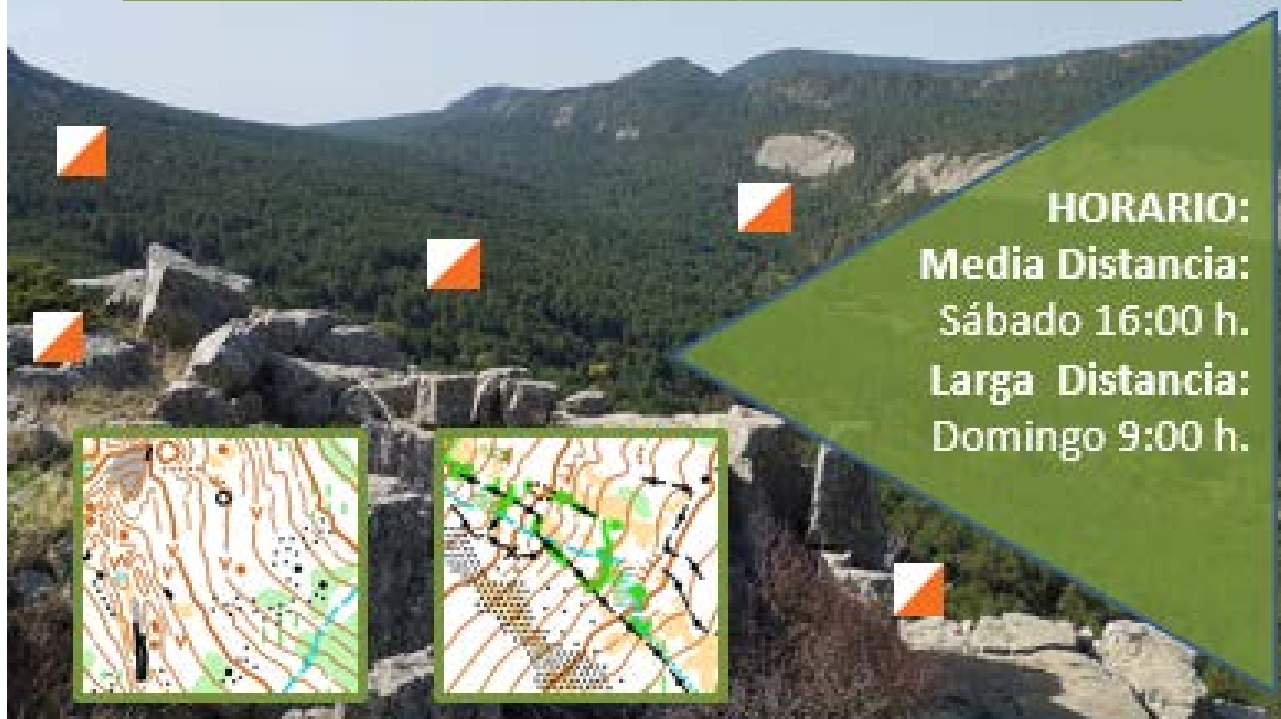 HORARIO:
Media Distancia:
Sábado 16:00 h.
Larga Distancia:
Domingo 9:00 h.